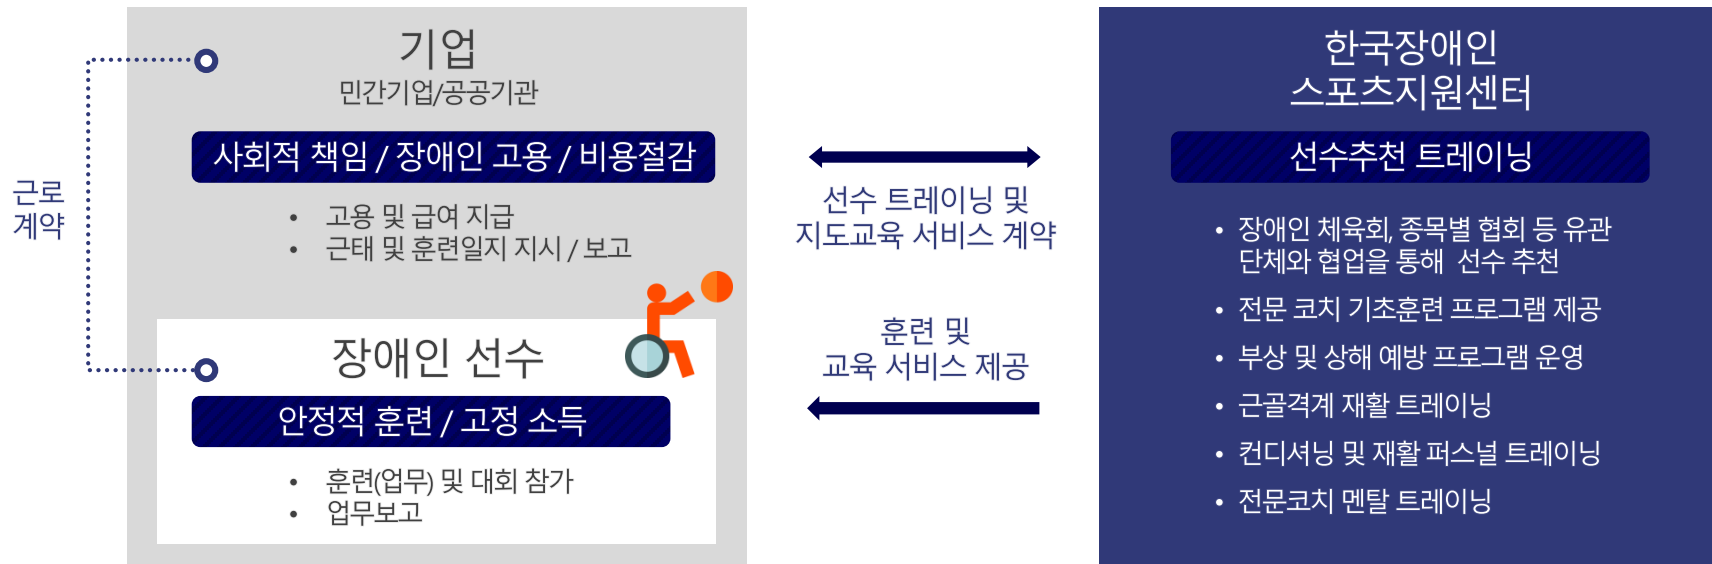 근로
계약
기업
민간기업/공공기관
사회적 책임 / 장애인 고용 / 비용절감
• 고용 및 급여 지급
• 근태 및 훈련일지 지시 / 보고
장애인 선수
안정적 훈련 / 고정 소득
• 훈련(업무) 및 대회 참가
• 업무보고
선수 트레이닝 및
지도교육 서비스 계약
훈련 및
교육 서비스 제공
한국장애인
스포츠지원센터
선수추천 트레이닝
• 장애인 체육회, 종목별 협회 등 유관
단체와 협업을 통해 선수 추천
• 전문 코치 기초훈련 프로그램 제공
• 부상 및 상해 예방 프로그램 운영
• 근골격계 재활 트레이닝
• 컨디셔닝 및 재활 퍼스널 트레이닝
• 전문코치 멘탈 트레이닝